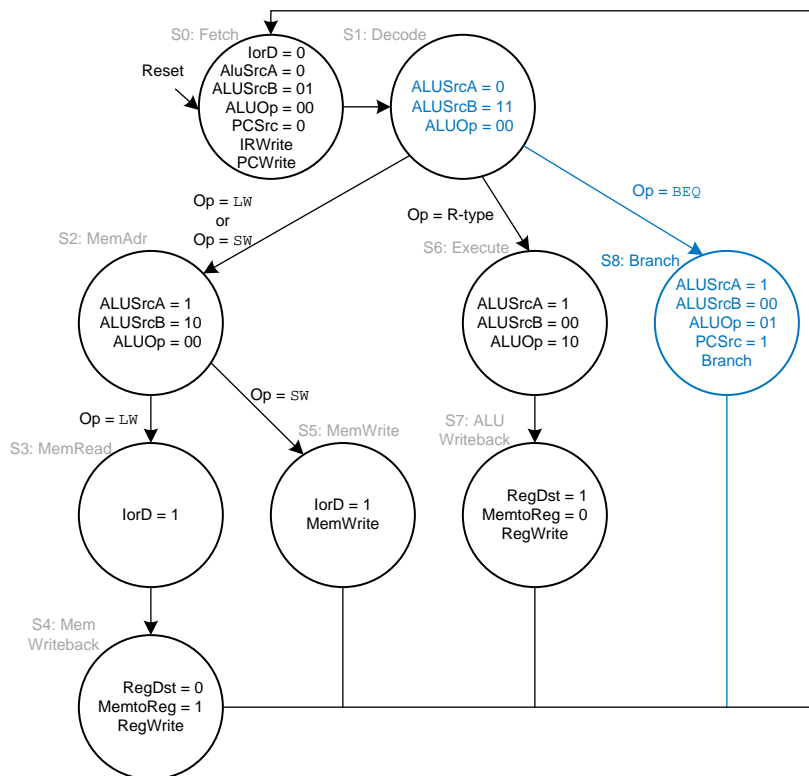 S0: Fetch
S1: Decode
Reset
IorD = 0
AluSrcA = 0
ALUSrcB = 01
ALUOp = 00
PCSrc = 0
IRWrite
PCWrite
ALUSrcA = 0
ALUSrcB = 11
ALUOp = 00
Op = LW
or
Op = SW
Op = R-type
Op = BEQ
S2: MemAdr
S6: Execute
S8: Branch
ALUSrcA = 1
ALUSrcB = 10
ALUOp = 00
ALUSrcA = 1
ALUSrcB = 00
ALUOp = 10
ALUSrcA = 1
ALUSrcB = 00
ALUOp = 01
PCSrc = 1
Branch
Op = LW
Op = SW
S3: MemRead
S5: MemWrite
S7: ALU
Writeback
IorD = 1
IorD = 1
MemWrite
RegDst = 1
MemtoReg = 0
RegWrite
S4: Mem
Writeback
RegDst = 0
MemtoReg = 1
RegWrite